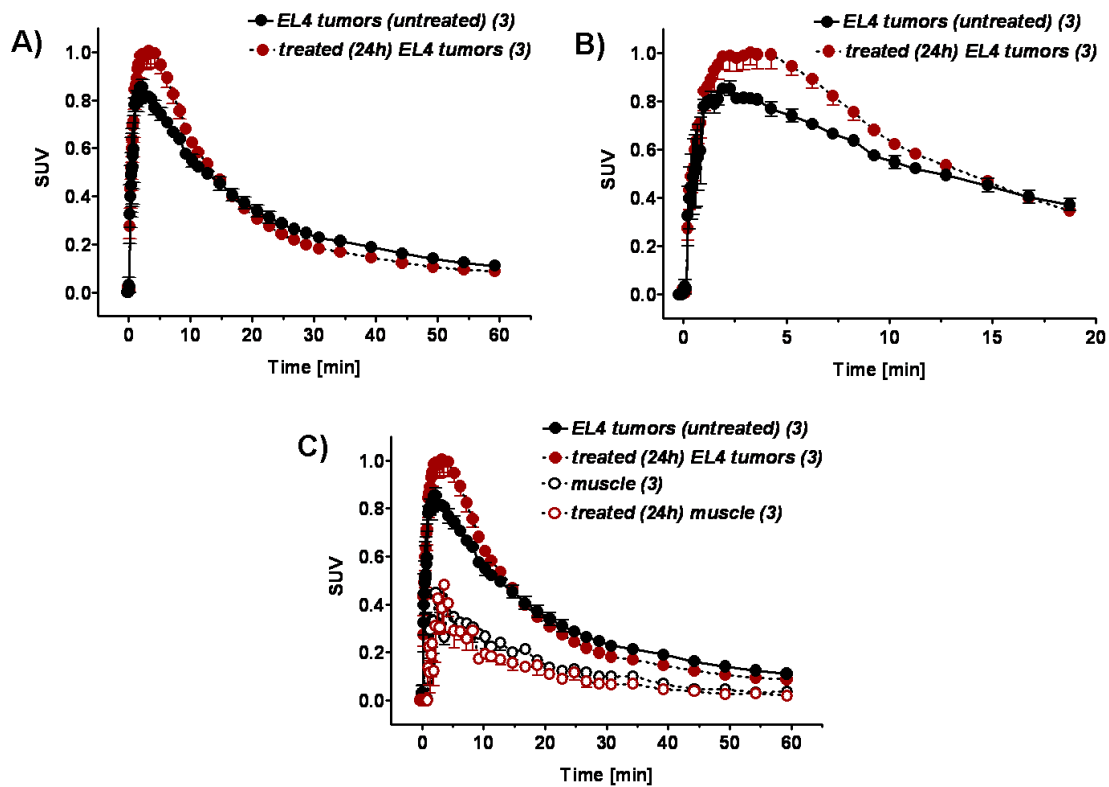 A)
EL4 tumors (untreated) (3)
treated (24h) EL4 tumors (3)
SUV
1.0
0.8
0.6
0.4
0.2
0.0
0 10 20 30 40 50 60
Time [min]
B)
EL4 tumors (untreated) (3)
treated (24h) EL4 tumors (3)
SUV
1.0
0.8
0.6
0.4
0.2
0.0
0 5 10 15 20
Time [min]
C)
EL4 tumors (untreated) (3)
treated (24h) EL4 tumors (3)
muscle (3)
treated (24h) muscle (3)
SUV
1.0
0.8
0.6
0.4
0.2
0.0
0 10 20 30 40 50 60
Time [min]